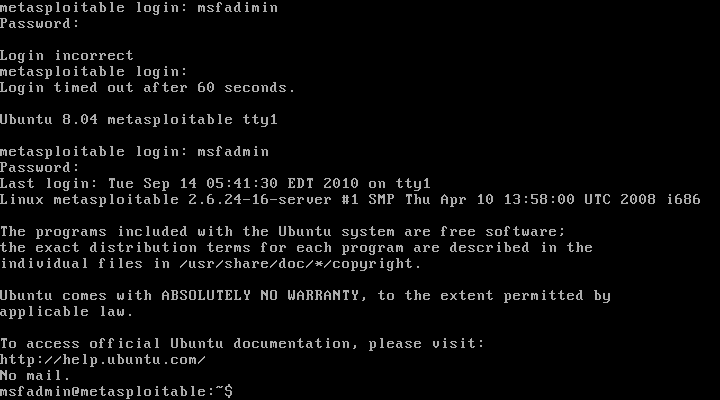 metasploitable login: msfadimin
Password:
Login incorrect
metasploitable login:
Login timed out after 60 seconds.
Ubuntu 8.04 metasploitable tty1
metasploitable login: msfadmin
Password:
Last login: Tue Sep 14 05:41:30 EDT 2010 on tty1
Linux metasploitable 2.6.24-16-server #1 SMP Thu Apr 10 13:58:00 UTC 2008 i686
The programs included with the Ubuntu system are free software;
the exact distribution terms for each program are described in the
individual files in /usr/share/doc/*/copyright.
Ubuntu comes with ABSOLUTELY NO WARRANTY, to the extent permitted by
applicable law.
To access official Ubuntu documentation, please visit:
http://help.ubuntu.com/
No mail.
msfadmin@metasploitable:~$